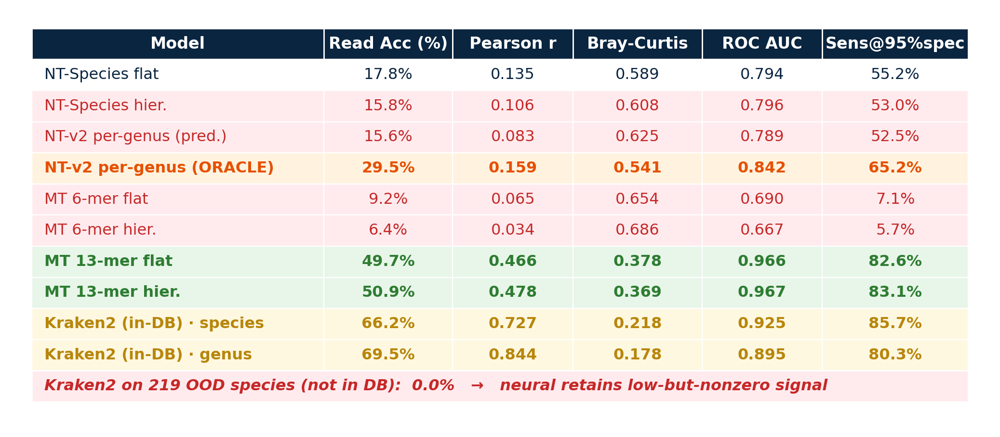 Model Read Acc (%) Pearson r Bray-Curtis ROC AUC Sens@95%spec
NT-Species flat 17.8% 0.135 0.589 0.794 55.2%
NT-Species hier. 15.8% 0.106 0.608 0.796 53.0%
NT-v2 per-genus (pred.) 15.6% 0.083 0.625 0.789 52.5%
NT-v2 per-genus (ORACLE) 29.5% 0.159 0.541 0.842 65.2%
MT 6-mer flat 9.2% 0.065 0.654 0.690 7.1%
MT 6-mer hier. 6.4% 0.034 0.686 0.667 5.7%
MT 13-mer flat 49.7% 0.466 0.378 0.966 82.6%
MT 13-mer hier. 50.9% 0.478 0.369 0.967 83.1%
Kraken2 (in-DB) · species 66.2% 0.727 0.218 0.925 85.7%
Kraken2 (in-DB) · genus 69.5% 0.844 0.178 0.895 80.3%
Kraken2 on 219 OOD species (not in DB): 0.0% → neural retains low-but-nonzero signal